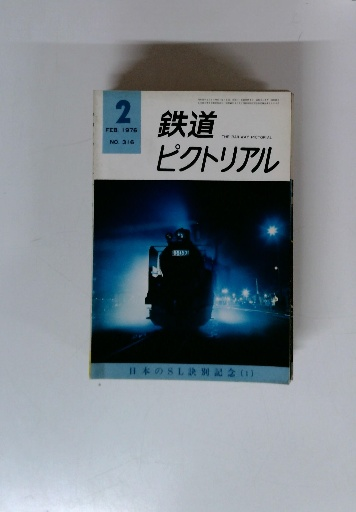 2
FEB. 1976
NO. 316
鉄道
THE RAILWAY PICTORIAL
ピクトリアル
日本のSL訣別記念(1)